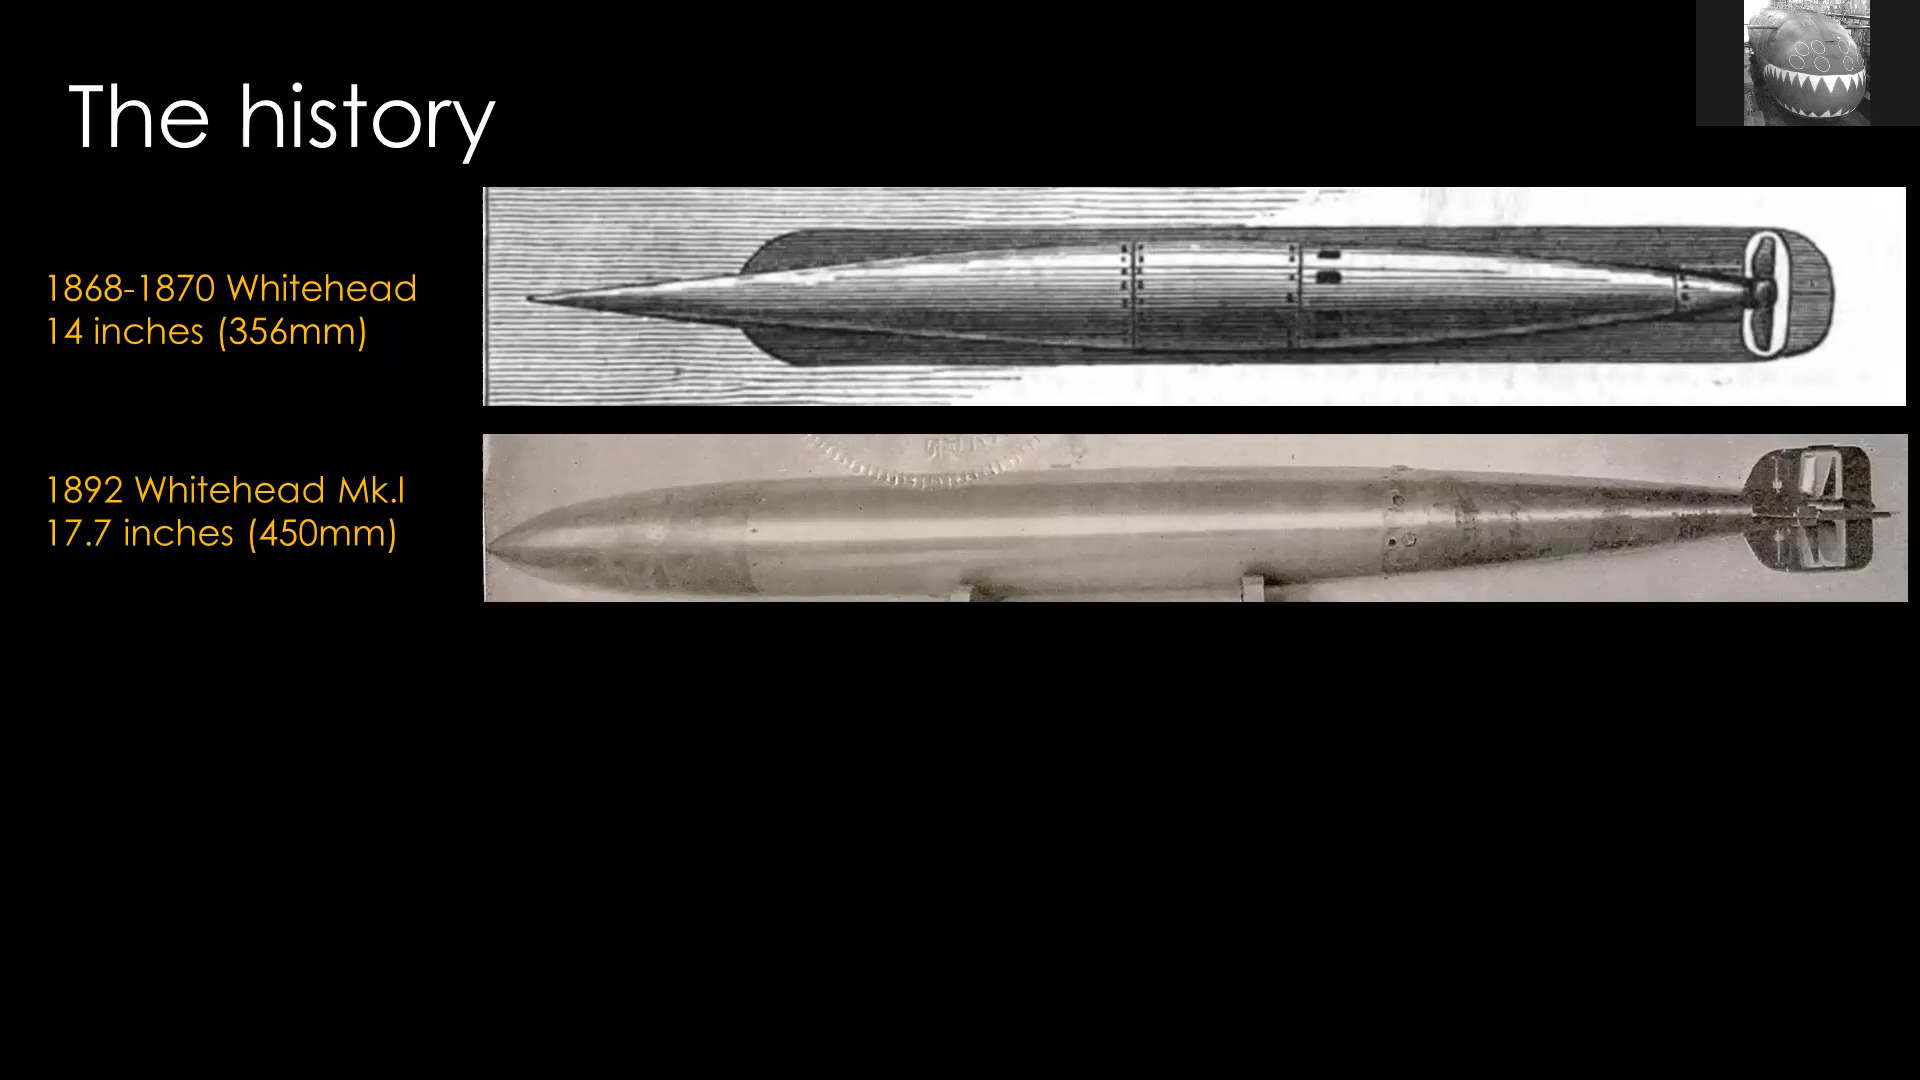 The history
1868-1870 Whitehead
14 inches (356mm)
1892 Whitehead Mk.I
17.7 inches (450mm)